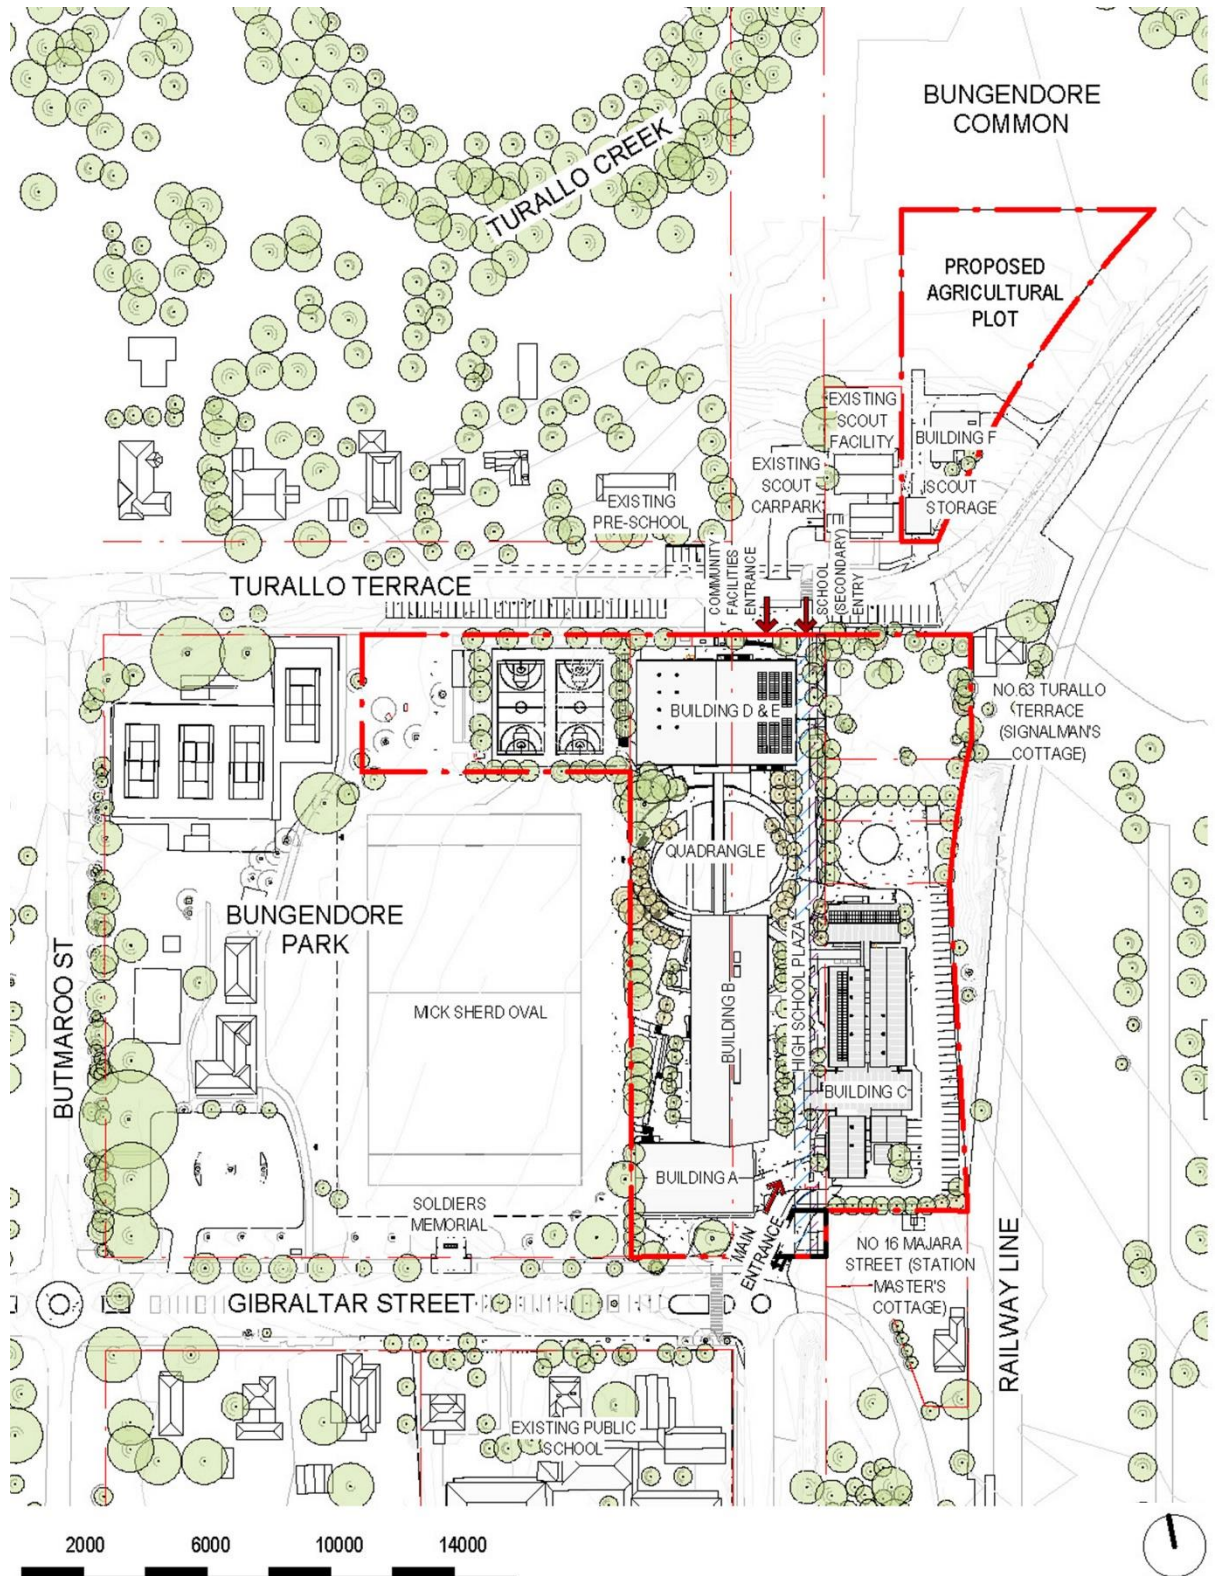 BUNGENDORE
COMMON
TURALLO CREEK
PROPOSED
AGRICULTURAL
PLOT
EXISTING
SCOUT
FACILITY
BUILDING F
EXISTING
SCOUT
CARPARK
SCOUT
STORAGE
EXISTING
PRE-SCHOOL
COMMUNITY
FACILITIES
ENTRANCE
SCHOOL
(SECONDARY)
ENTRY
TURALLO TERRACE
BUILDING D & E
NO.63 TURALLO
TERRACE
(SIGNALMAN'S
COTTAGE)
QUADRANGLE
BUNGENDORE
PARK
BUTMAROO ST
MICK SHERD OVAL
BUILDING B
HIGH SCHOOL PLAZA
BUILDING C
BUILDING A
SOLDIERS
MEMORIAL
MAIN
ENTRANCE
NO 16 MAJARA
STREET (STATION
MASTER'S
COTTAGE)
RAILWAY LINE
GIBRALTAR STREET
EXISTING PUBLIC
SCHOOL
2000 6000 10000 14000